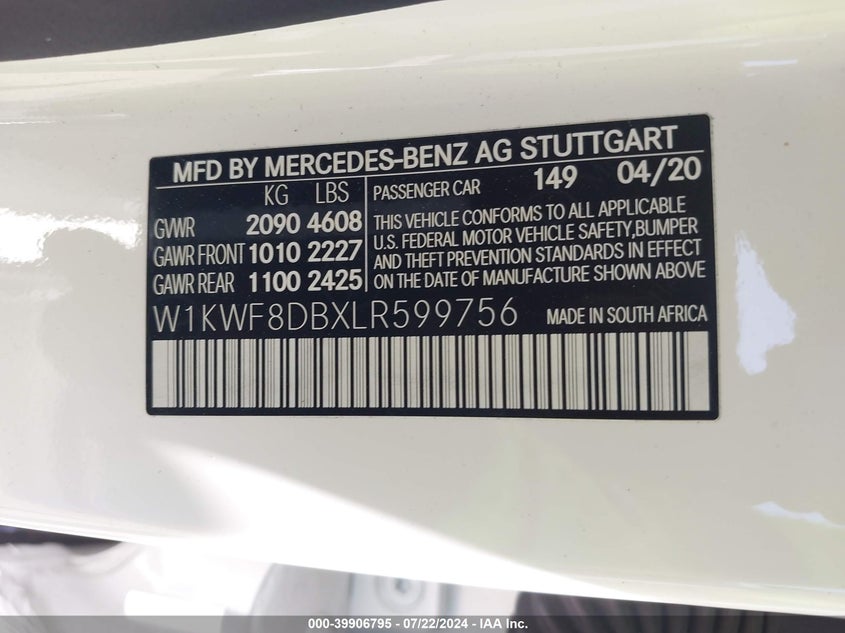 MFD BY MERCEDES-BENZ AG STUTTGART
KG LBS
GVWR 2090 4608
GAWR FRONT 1010 2227
GAWR REAR 1100 2425
PASSENGER CAR 149 04/20
THIS VEHICLE CONFORMS TO ALL APPLICABLE
U.S. FEDERAL MOTOR VEHICLE SAFETY,BUMPER
AND THEFT PREVENTION STANDARDS IN EFFECT
ON THE DATE OF MANUFACTURE SHOWN ABOVE
W1KWF8DBXLR599756 MADE IN SOUTH AFRICA
000-39906795 - 07/22/2024 - IAA Inc.